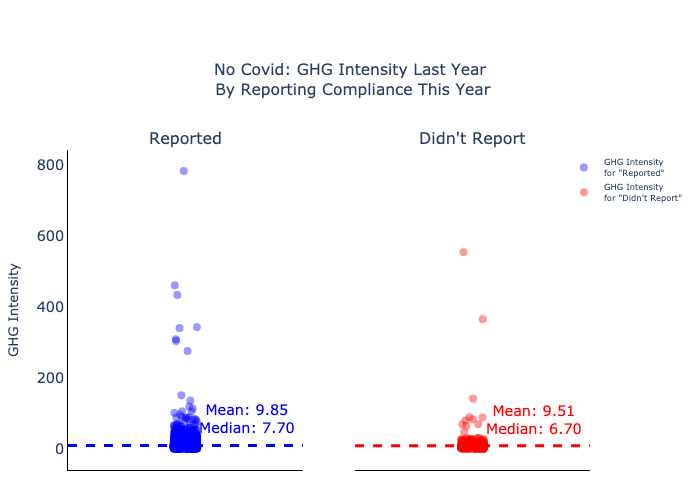 No Covid: GHG Intensity Last Year
By Reporting Compliance This Year
Reported
Didn't Report
GHG Intensity
for "Reported"
GHG Intensity
for "Didn't Report"
800
600
400
200
0
GHG Intensity
Mean: 9.85
Median: 7.70
Mean: 9.51
Median: 6.70